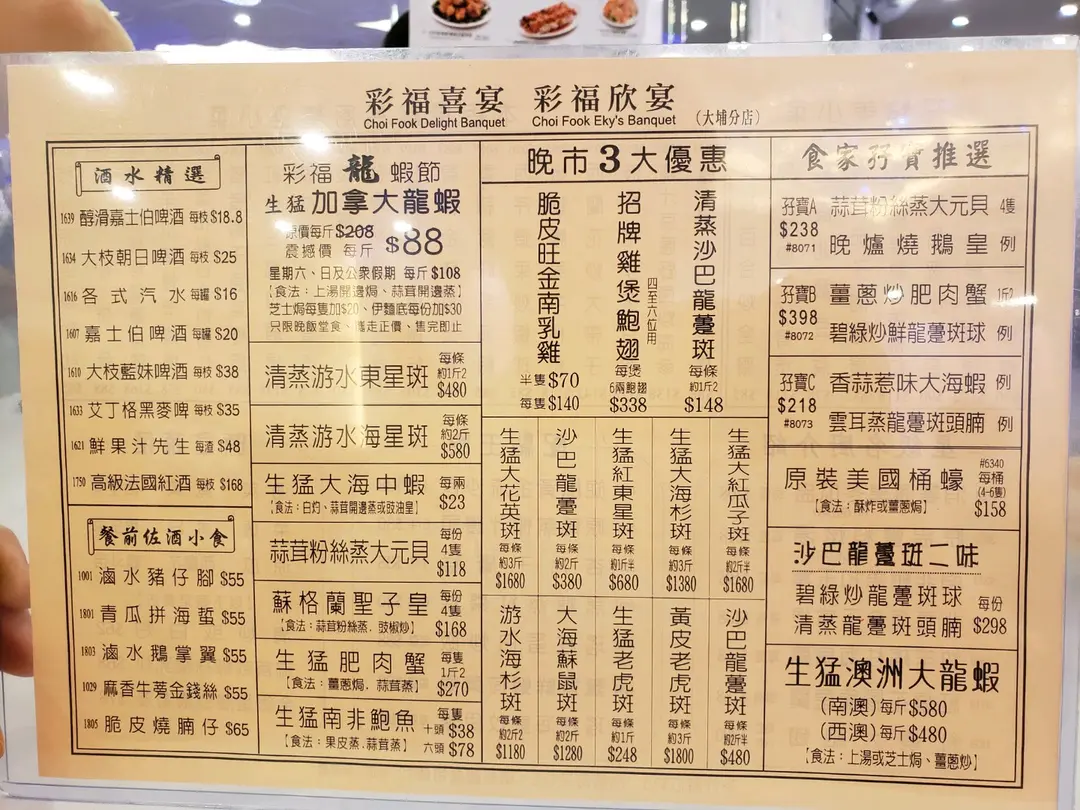 彩福喜宴 彩福欣宴 (大埔分店)
Choi Fook Delight Banquet Choi Fook Eky's Banquet
酒水精選
1639 醇滑嘉士伯啤酒 每枝 $18.8
1634 大枝朝日啤酒 每枝 $25
1616 各式汽水 每罐 $16
1607 嘉士伯啤酒 每罐 $20
1610 大枝藍妹啤酒 每枝 $38
1633 艾丁格黑麥啤 每枝 $35
1621 鮮果汁先生 每渣 $48
1750 高級法國紅酒 每枝 $168
餐前佐酒小食
1001 滷水豬仔腳 $55
1801 青瓜拼海蜇 $55
1803 滷水鵝掌翼 $55
1029 麻香牛蒡金錢絲 $55
1805 脆皮燒腩仔 $65
彩福龍蝦節
生猛加拿大龍蝦
原價每斤$208
震撼價 每斤 $88
星期六、日及公眾假期 每斤 $108
【食法：上湯開邊焗、蒜茸開邊蒸】
芝士焗每隻加$20、伊麵底每份加$30
只限晚飯堂食、走正價、售完即止
清蒸游水東星斑 每條 約1斤2 $480
清蒸游水海星斑 每條 約2斤 $580
生猛大海中蝦 每兩 $23
【食法：白灼、蒜茸開邊蒸或豉油皇】
蒜茸粉絲蒸大元貝 每份 4隻 $118
蘇格蘭聖子皇 每份 4隻 $168
【食法：蒜茸粉絲蒸．豉椒炒】
生猛肥肉蟹 每隻 1斤2 $270
【食法：薑蔥焗．蒜茸蒸】
生猛南非鮑魚 每隻 十頭 $38 六頭 $78
【食法：果皮蒸．蒜茸蒸】
晚市3大優惠
脆皮旺金南乳雞
半隻 $70
每隻 $140
招牌雞煲鮑翅 四至六位用
每煲
6兩鮑翅
$338
清蒸沙巴龍躉斑
每條
約1斤2
$148
生猛大花英斑 每條 約3斤 $1680
沙巴龍躉斑 每條 約2斤 $380
生猛紅東星斑 每條 約1斤半 $680
生猛大海杉斑 每條 約3斤 $1380
生猛大紅瓜子斑 每條 約2斤半 $1680
游水海杉斑 每條 約2斤2 $1180
大海蘇鼠斑 每條 約2斤 $1280
生猛老虎斑 每條 約1斤 $248
黃皮老虎斑 每條 約3斤 $1800
沙巴龍躉斑 每條 約2斤半 $480
食家孖寶推選
孖寶A $238 #8071
蒜茸粉絲蒸大元貝 4隻
晚爐燒鵝皇 例
孖寶B $398 #8072
薑蔥炒肥肉蟹 1斤2
碧綠炒鮮龍躉斑球 例
孖寶C $218 #8073
香蒜惹味大海蝦 例
雲耳蒸龍躉斑頭腩 例
原裝美國桶蠔 #6340 每桶 (4-6隻) $158
【食法：酥炸或薑蔥焗】
沙巴龍躉斑二味
碧綠炒龍躉斑球
清蒸龍躉斑頭腩 每份 $298
生猛澳洲大龍蝦
(南澳)每斤$580
(西澳)每斤$480
【食法：上湯或芝士焗、薑蔥炒】